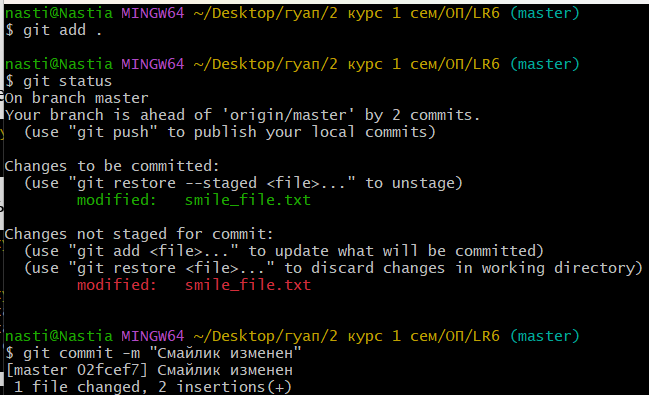 nasti@Nastia MINGW64 ~/Desktop/гуап/2 курс 1 сем/ОП/LR6 (master)
$ git add .
nasti@Nastia MINGW64 ~/Desktop/гуап/2 курс 1 сем/ОП/LR6 (master)
$ git status
On branch master
Your branch is ahead of 'origin/master' by 2 commits.
  (use "git push" to publish your local commits)
Changes to be committed:
  (use "git restore --staged <file>..." to unstage)
        modified:   smile_file.txt
Changes not staged for commit:
  (use "git add <file>..." to update what will be committed)
  (use "git restore <file>..." to discard changes in working directory)
        modified:   smile_file.txt
nasti@Nastia MINGW64 ~/Desktop/гуап/2 курс 1 сем/ОП/LR6 (master)
$ git commit -m "Смайлик изменен"
[master 02fcef7] Смайлик изменен
 1 file changed, 2 insertions(+)